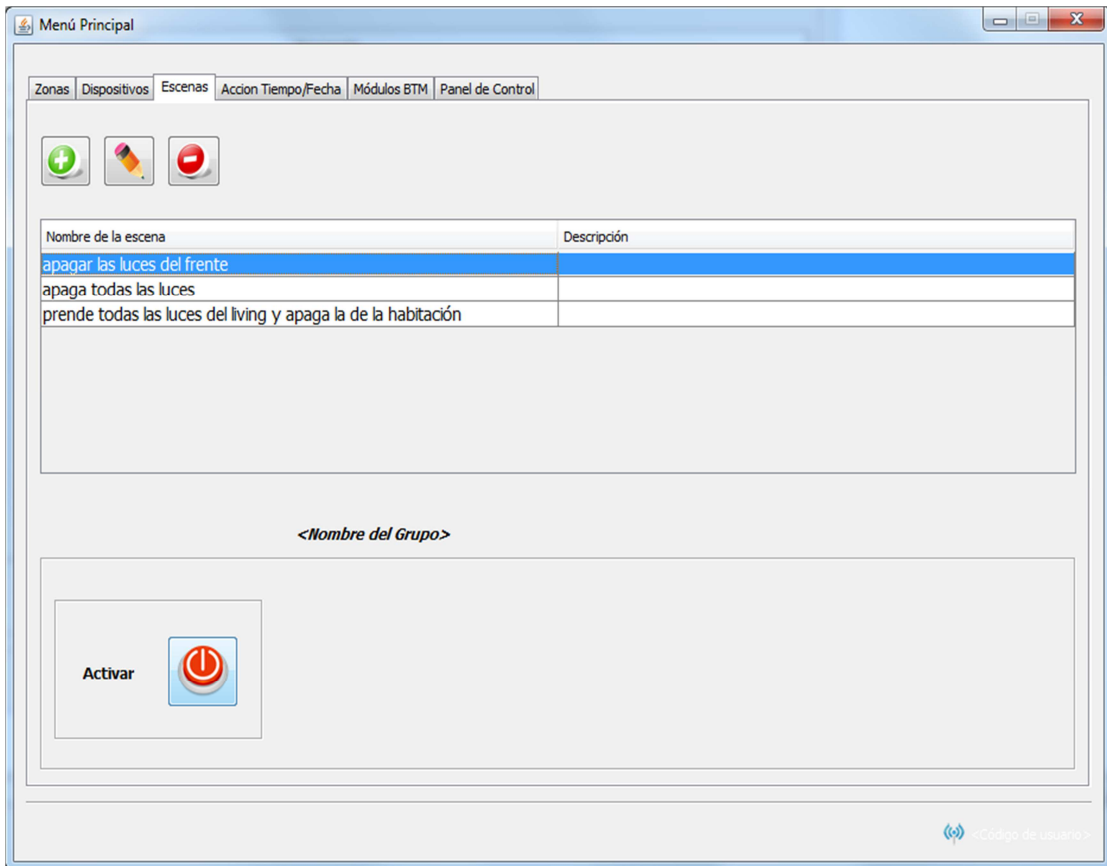 Menú Principal
Zonas Dispositivos Escenas Accion Tiempo/Fecha Módulos BTM Panel de Control
Nombre de la escena Descripción
apagar las luces del frente
apaga todas las luces
prende todas las luces del living y apaga la de la habitación
<Nombre del Grupo>
Activar
<Código de usuario>